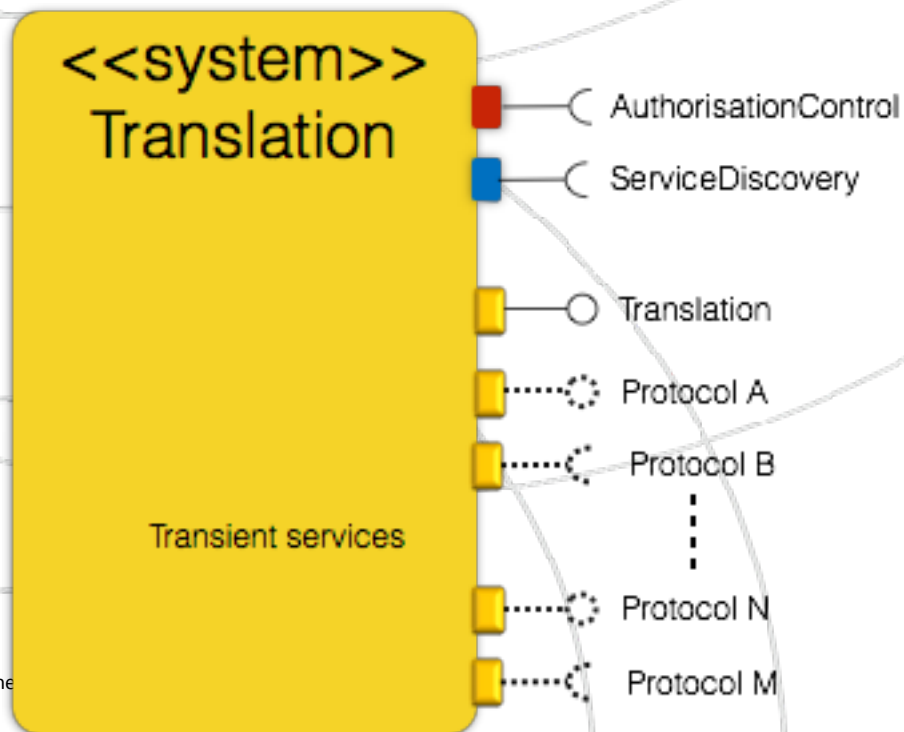 <<system>>
Translation
AuthorisationControl
ServiceDiscovery
Translation
Protocol A
Protocol B
Transient services
Protocol N
Protocol M